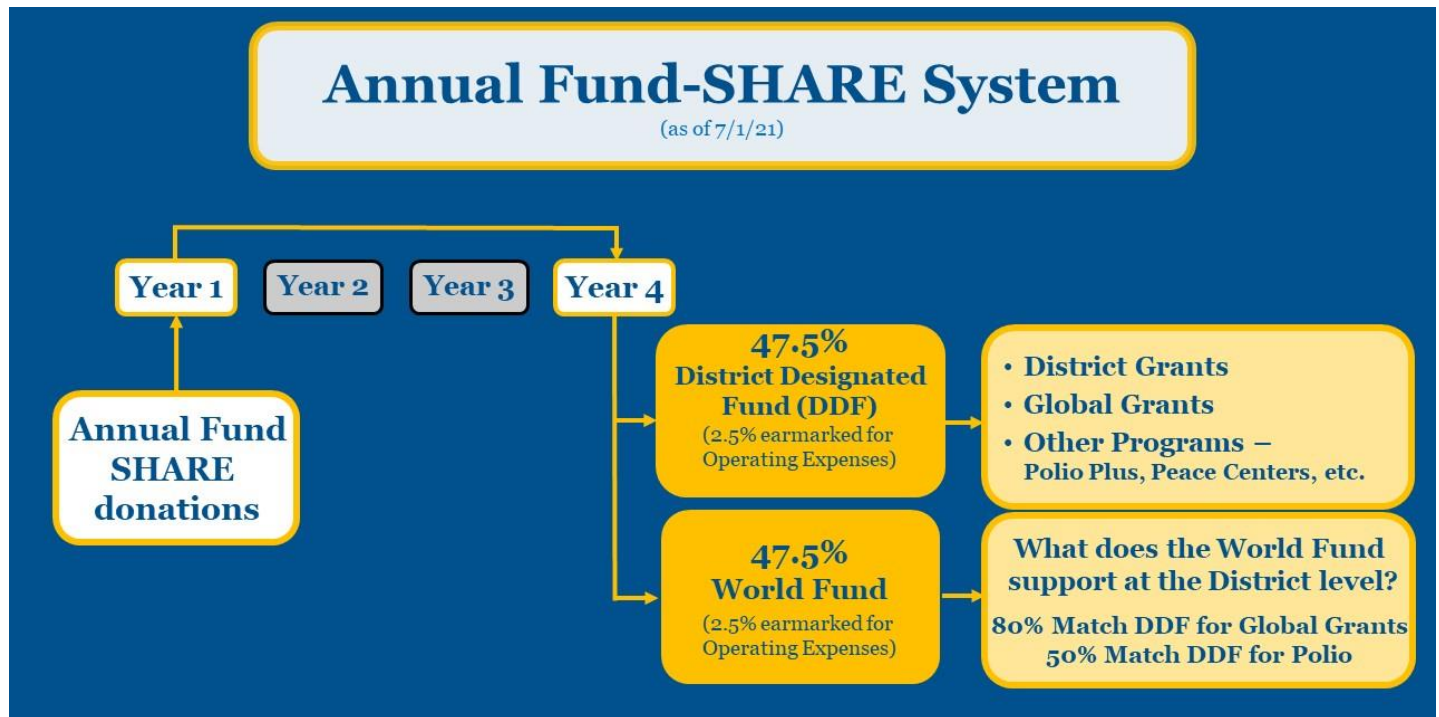 Annual Fund-SHARE System
(as of 7/1/21)
Year 1
Year 2
Year 3
Year 4
Annual Fund
SHARE
donations
47.5%
District Designated
Fund (DDF)
(2.5% earmarked for
Operating Expenses)
• District Grants
• Global Grants
• Other Programs –
Polio Plus, Peace Centers, etc.
47.5%
World Fund
(2.5% earmarked for
Operating Expenses)
What does the World Fund
support at the District level?
80% Match DDF for Global Grants
50% Match DDF for Polio